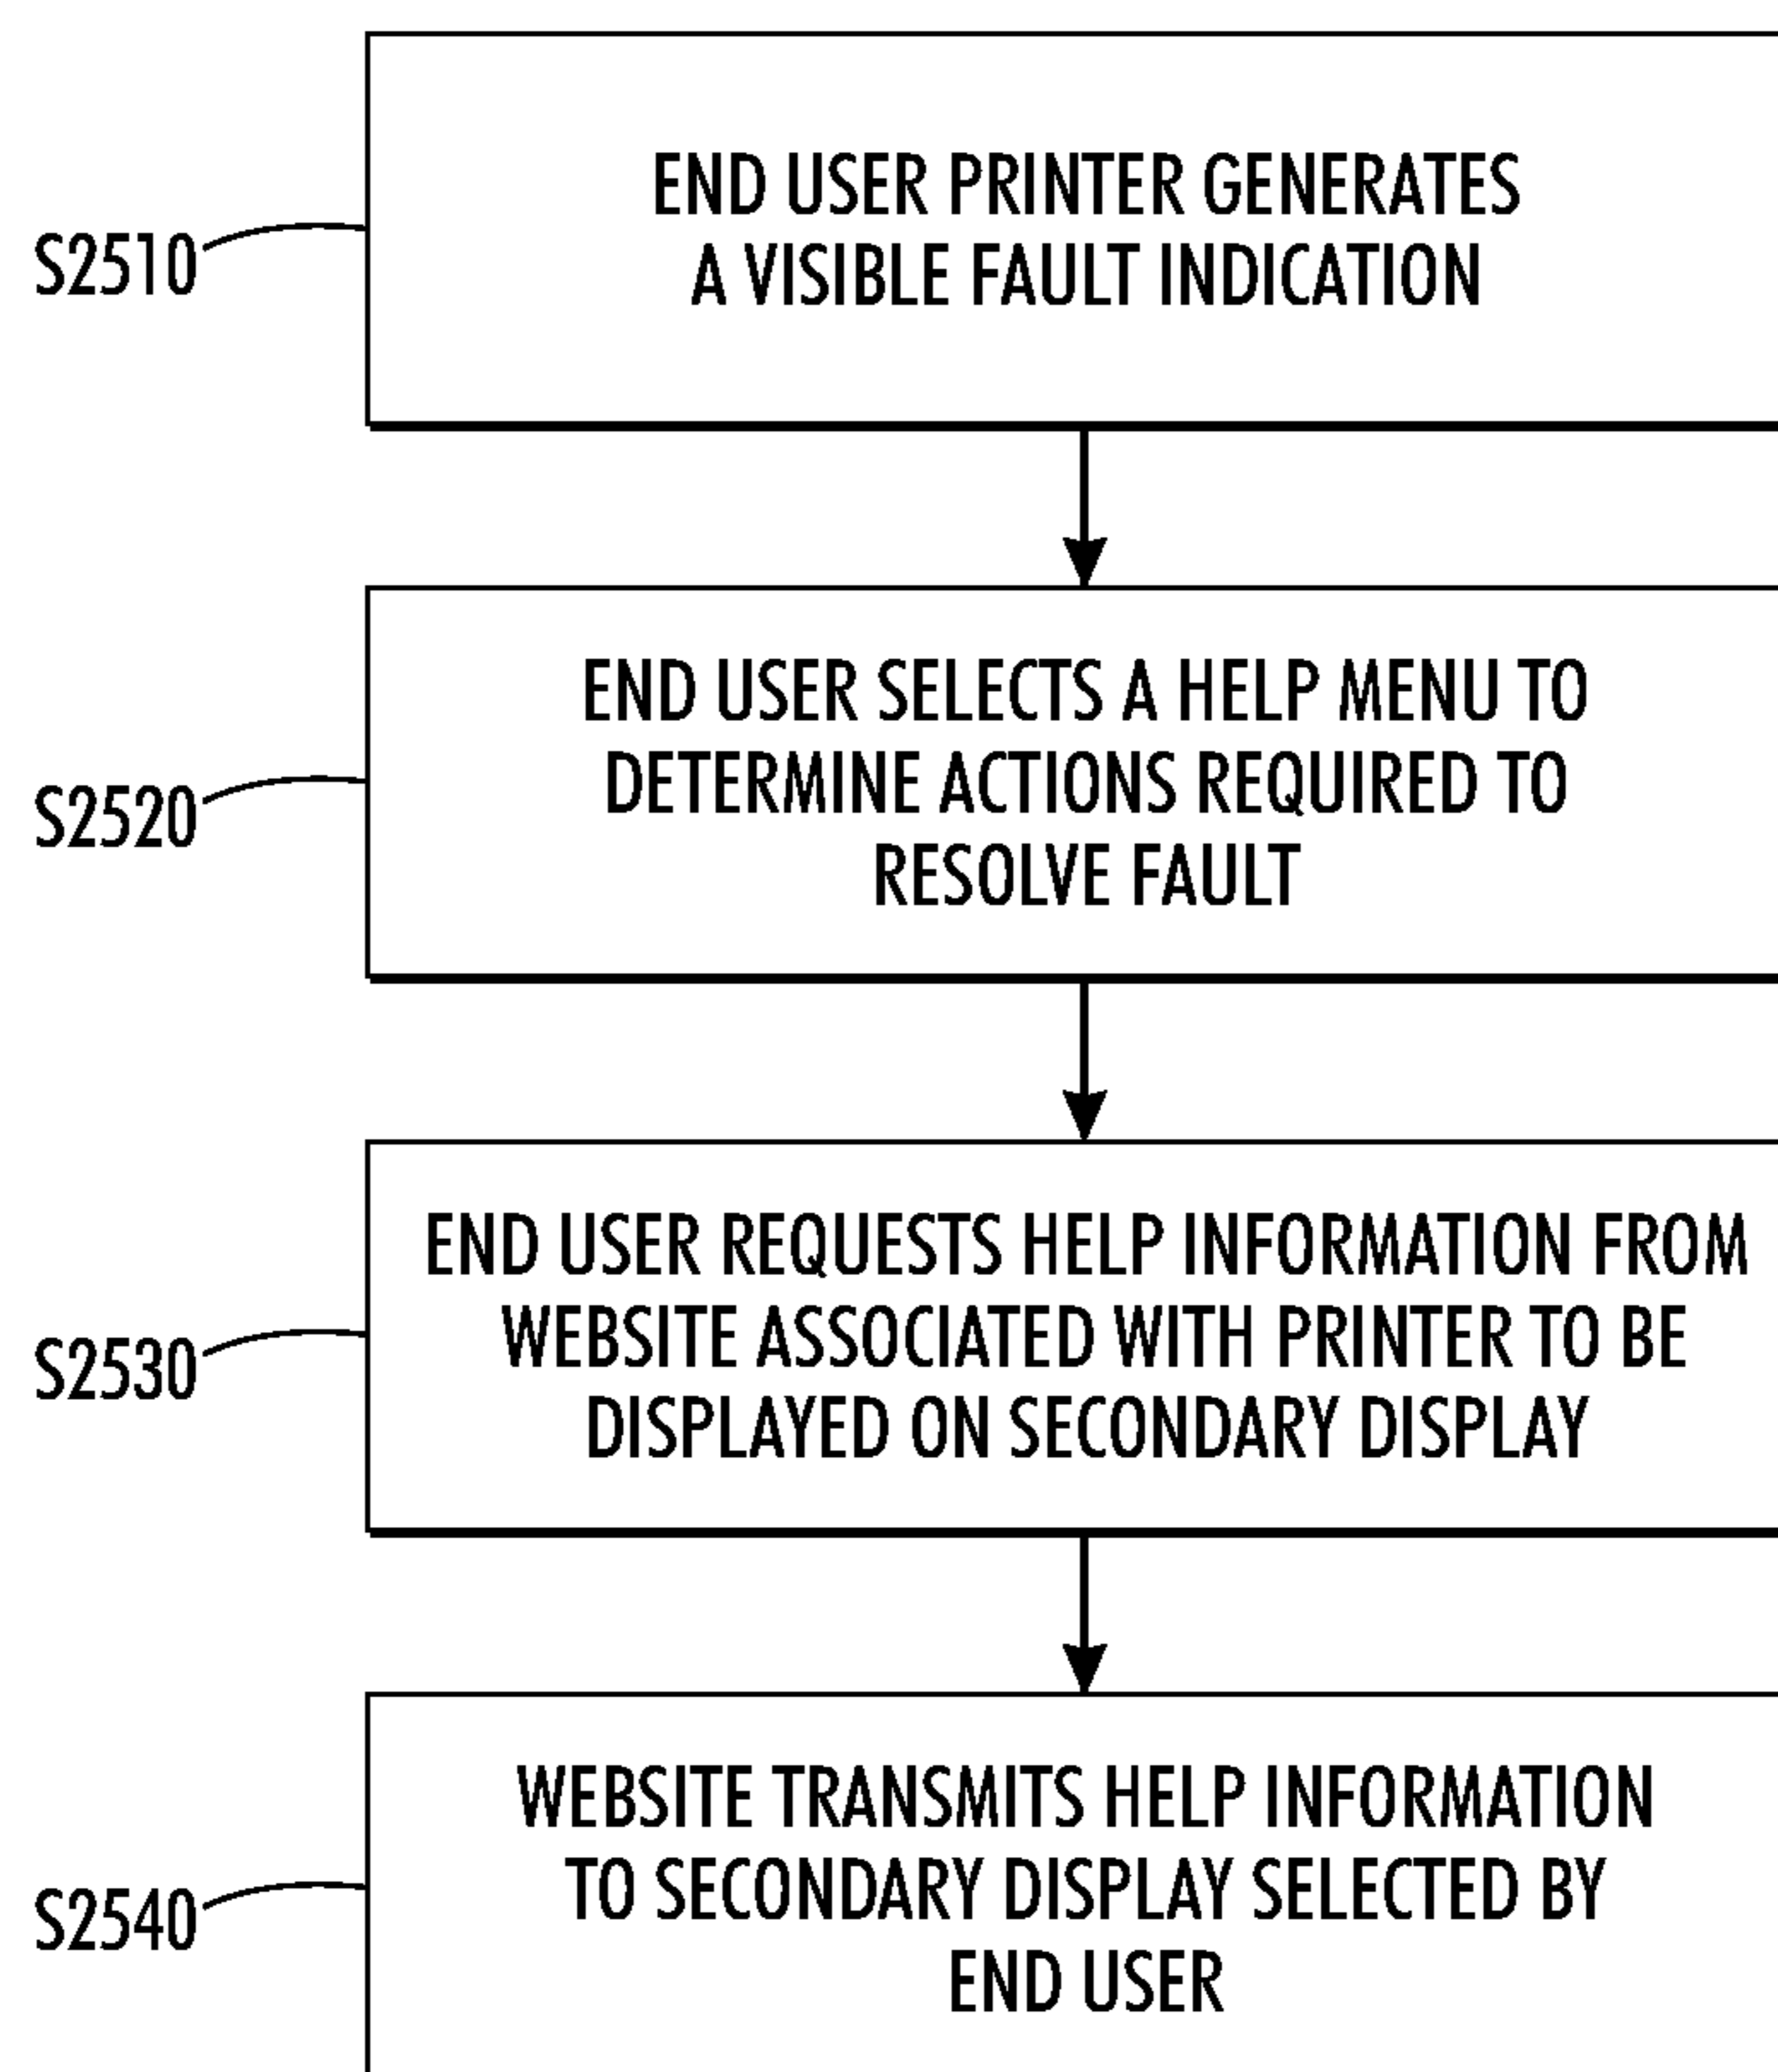 END USER PRINTER GENERATES
A VISIBLE FAULT INDICATION
S2510
END USER SELECTS A HELP MENU TO
DETERMINE ACTIONS REQUIRED TO
RESOLVE FAULT
S2520
END USER REQUESTS HELP INFORMATION FROM
WEBSITE ASSOCIATED WITH PRINTER TO BE
DISPLAYED ON SECONDARY DISPLAY
S2530
WEBSITE TRANSMITS HELP INFORMATION
TO SECONDARY DISPLAY SELECTED BY
END USER
S2540